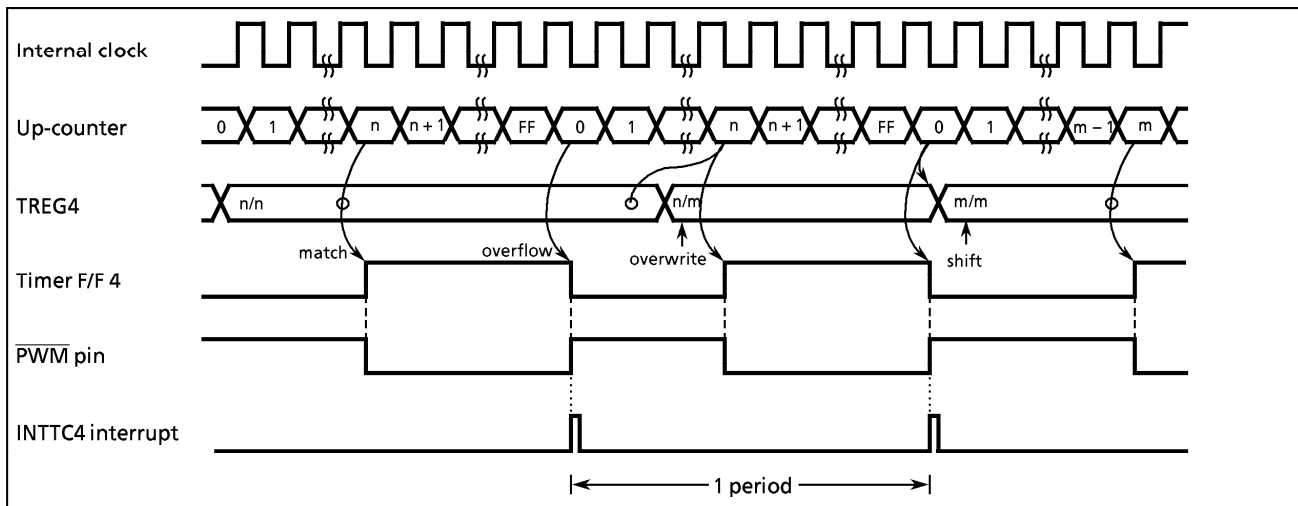 Internal clock
Up-counter
0 1 n n + 1 FF 0 1 n n + 1 FF 0 1 m − 1 m
TREG4
n/n n/m m/m
match overflow overwrite shift
Timer F/F 4
PWM pin
INTTC4 interrupt
1 period